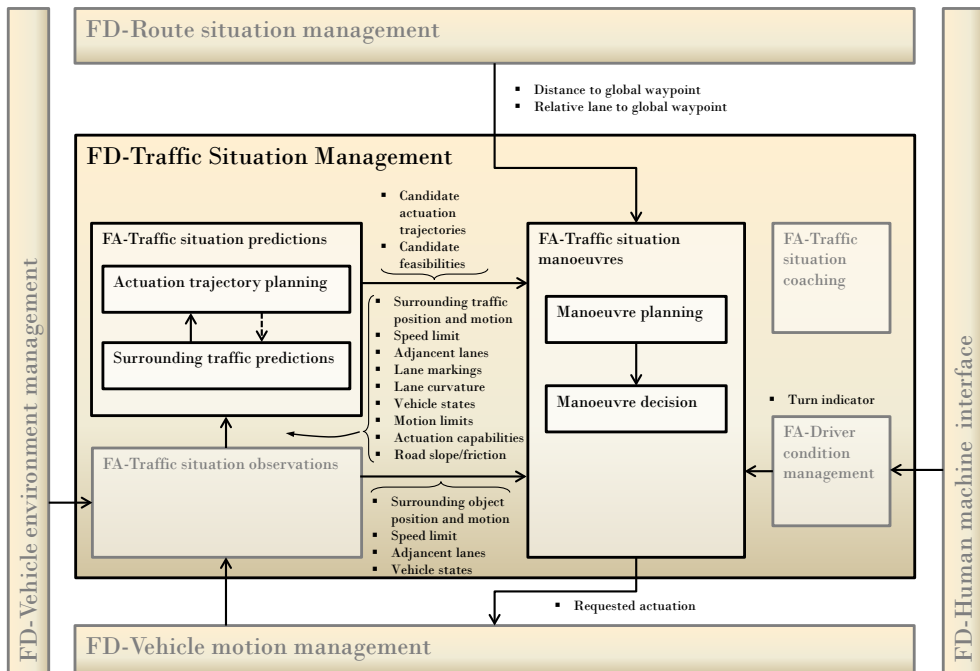 FD-Route situation management
▪ Distance to global waypoint
▪ Relative lane to global waypoint
FD-Vehicle environment management
FD-Traffic Situation Management
▪ Candidate
actuation
trajectories
▪ Candidate
feasibilities
FA-Traffic situation predictions
Actuation trajectory planning
Surrounding traffic predictions
▪ Surrounding traffic
position and motion
▪ Speed limit
▪ Adjancent lanes
▪ Lane markings
▪ Lane curvature
▪ Vehicle states
▪ Motion limits
▪ Actuation capabilities
▪ Road slope/friction
FA-Traffic situation observations
▪ Surrounding object
position and motion
▪ Speed limit
▪ Adjancent lanes
▪ Vehicle states
FA-Traffic situation
manoeuvres
Manoeuvre planning
Manoeuvre decision
FA-Traffic
situation
coaching
▪ Turn indicator
FA-Driver
condition
management
FD-Human machine interface
▪ Requested actuation
FD-Vehicle motion management